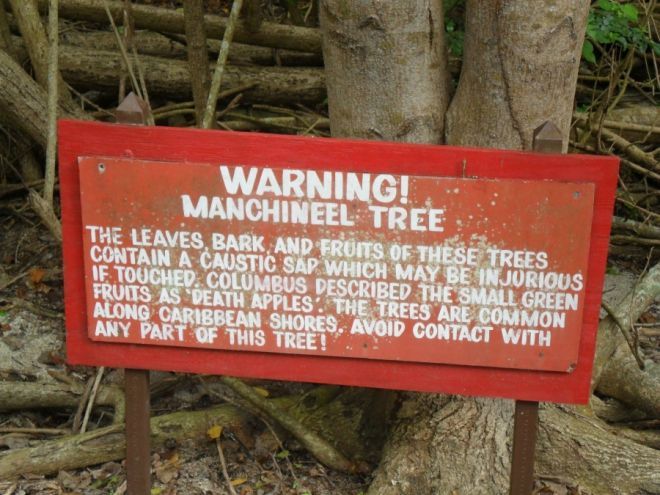 WARNING!
MANCHINEEL TREE
THE LEAVES, BARK, AND FRUITS OF THESE TREES
CONTAIN A CAUSTIC SAP WHICH MAY BE INJURIOUS
IF TOUCHED. COLUMBUS DESCRIBED THE SMALL GREEN
FRUITS AS 'DEATH APPLES'. THE TREES ARE COMMON
ALONG CARIBBEAN SHORES. AVOID CONTACT WITH
ANY PART OF THIS TREE!